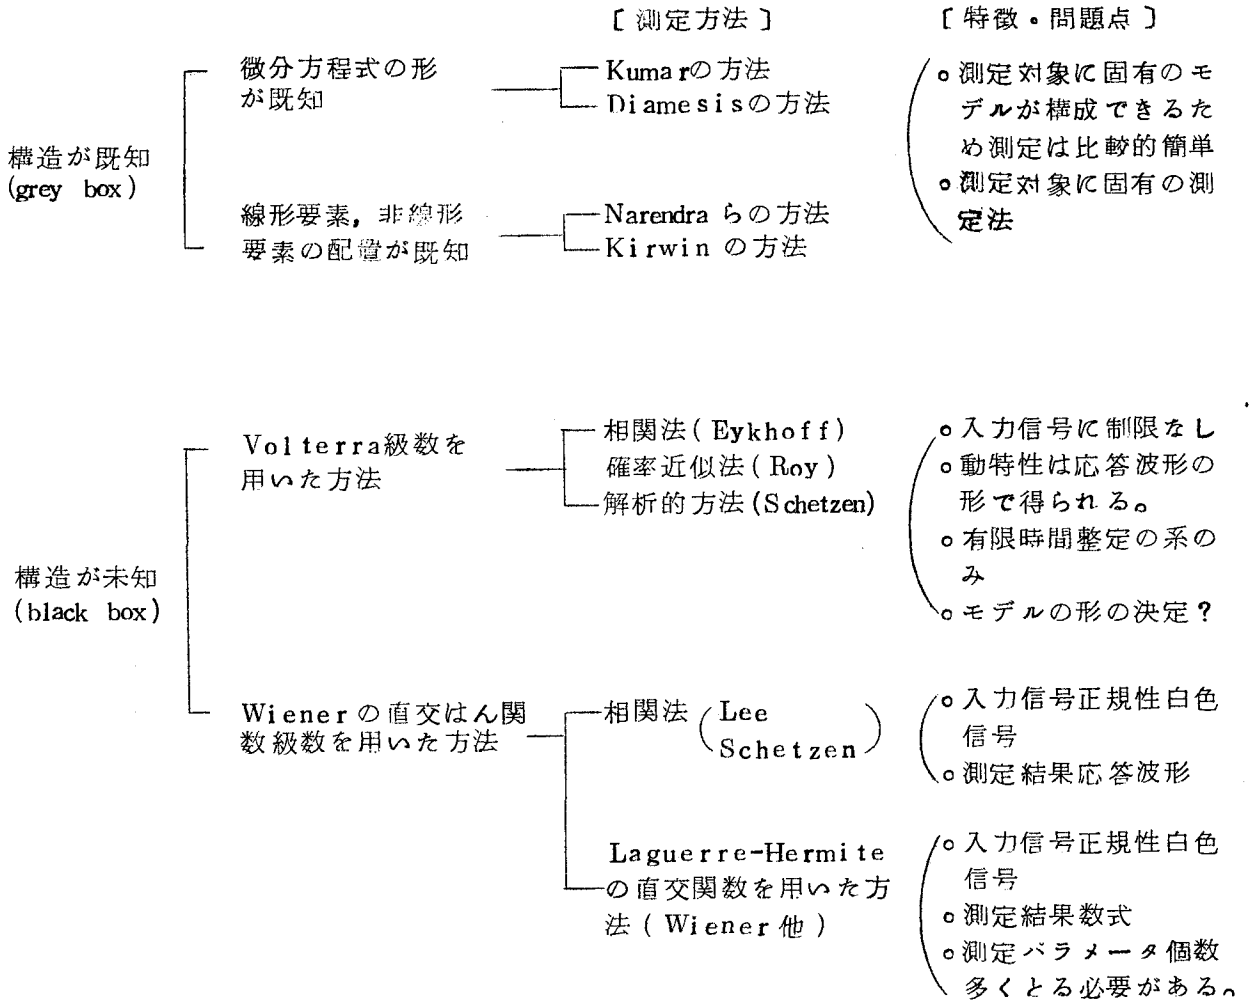 〔測定方法〕
〔特徴・問題点〕
構造が既知
(grey box)
微分方程式の形
が既知
Kumarの方法
Diamesisの方法
線形要素，非線形
要素の配置が既知
Narendraらの方法
Kirwinの方法
○測定対象に固有のモ
デルが構成できるた
め測定は比較的簡単
○測定対象に固有の測
定法
構造が未知
(black box)
Volterra級数を
用いた方法
相関法(Eykhoff)
確率近似法(Roy)
解析的方法(Schetzen)
○入力信号に制限なし
○動特性は応答波形の
形で得られる。
○有限時間整定の系の
み
○モデルの形の決定？
Wienerの直交はん関
数級数を用いた方法
相関法(Lee
Schetzen)
○入力信号正規性白色
信号
○測定結果応答波形
Laguerre-Hermite
の直交関数を用いた方
法(Wiener他)
○入力信号正規性白色
信号
○測定結果数式
○測定パラメータ個数
多くとる必要がある。